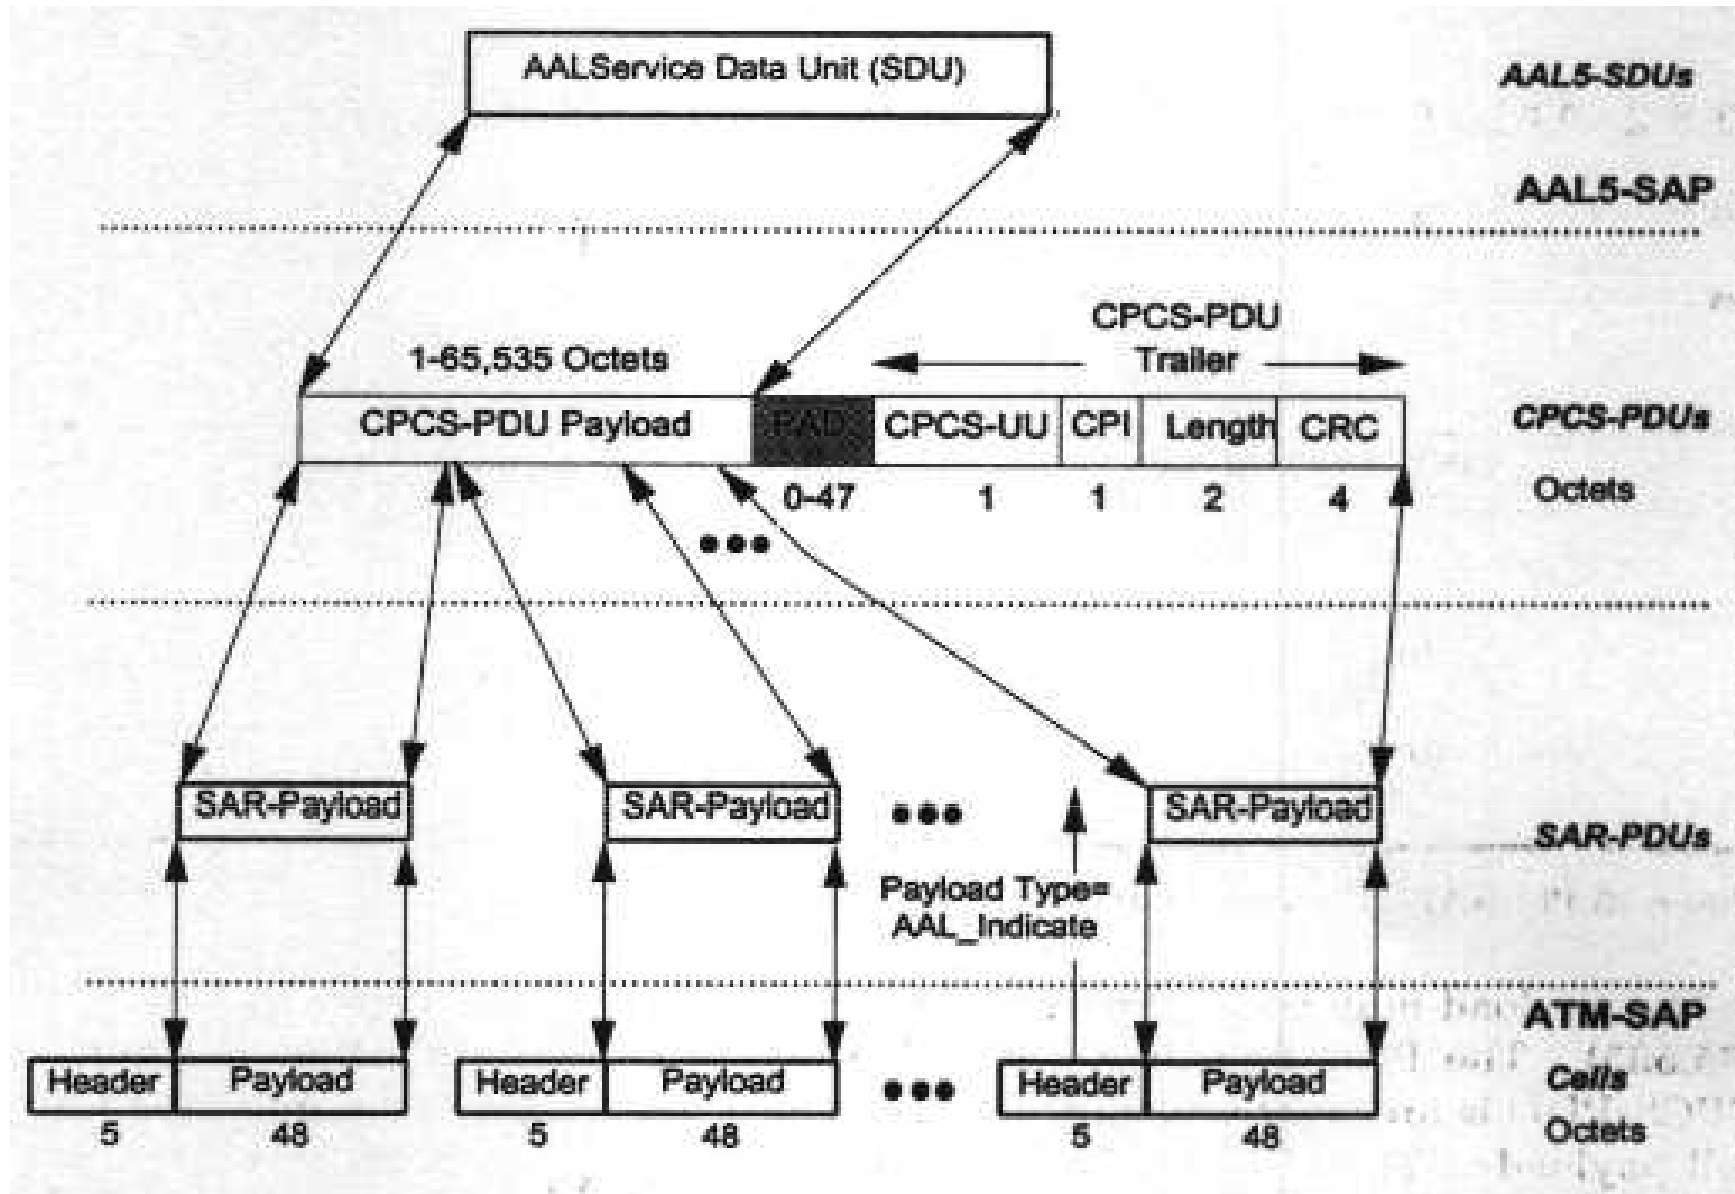 AALService Data Unit (SDU)
AAL5-SDUs
AAL5-SAP
CPCS-PDU
Trailer
1-65,535 Octets
CPCS-PDU Payload
PAD
CPCS-UU
CPI
Length
CRC
CPCS-PDUs
0-47
1
1
2
4
Octets
SAR-Payload
SAR-Payload
SAR-Payload
SAR-PDUs
Payload Type=
AAL_Indicate
ATM-SAP
Header
Payload
Header
Payload
Header
Payload
Cells
5
48
5
48
5
48
Octets